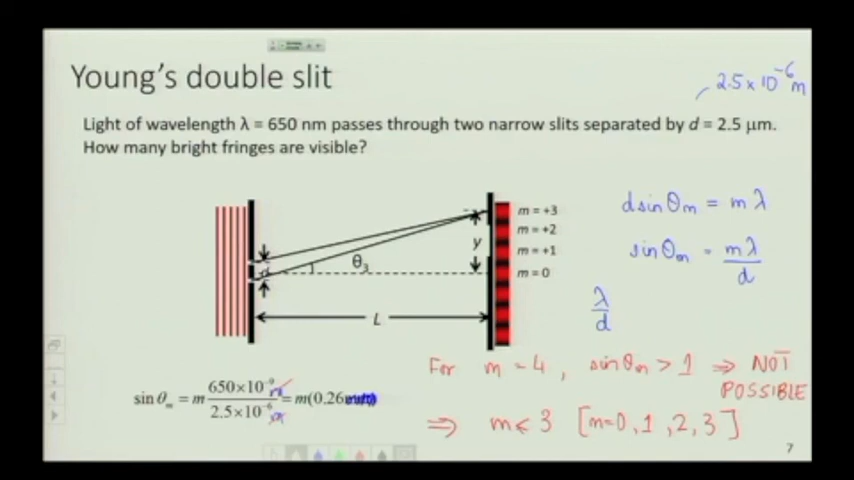 Young's double slit
2.5 × 10⁻⁶ m
Light of wavelength λ = 650 nm passes through two narrow slits separated by d = 2.5 μm.
How many bright fringes are visible?
m = +3
m = +2
m = +1
m = 0
y
θ₃
d
L
d sin θₘ = mλ
sin θₘ = mλ/d
λ/d
For m = 4, sin θₘ > 1 ⇒ NOT POSSIBLE
sin θₘ = m 650×10⁻⁹ / 2.5×10⁻⁶ = m(0.26
⇒ m < 3 [m=0, 1, 2, 3]
7